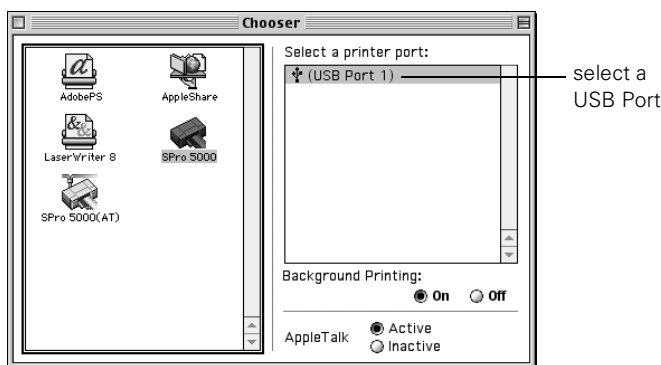 Chooser
AdobePS
AppleShare
LaserWriter 8
SPro 5000
SPro 5000(AT)
Select a printer port:
(USB Port 1)
Background Printing:
On Off
AppleTalk
Active
Inactive
select a
USB Port